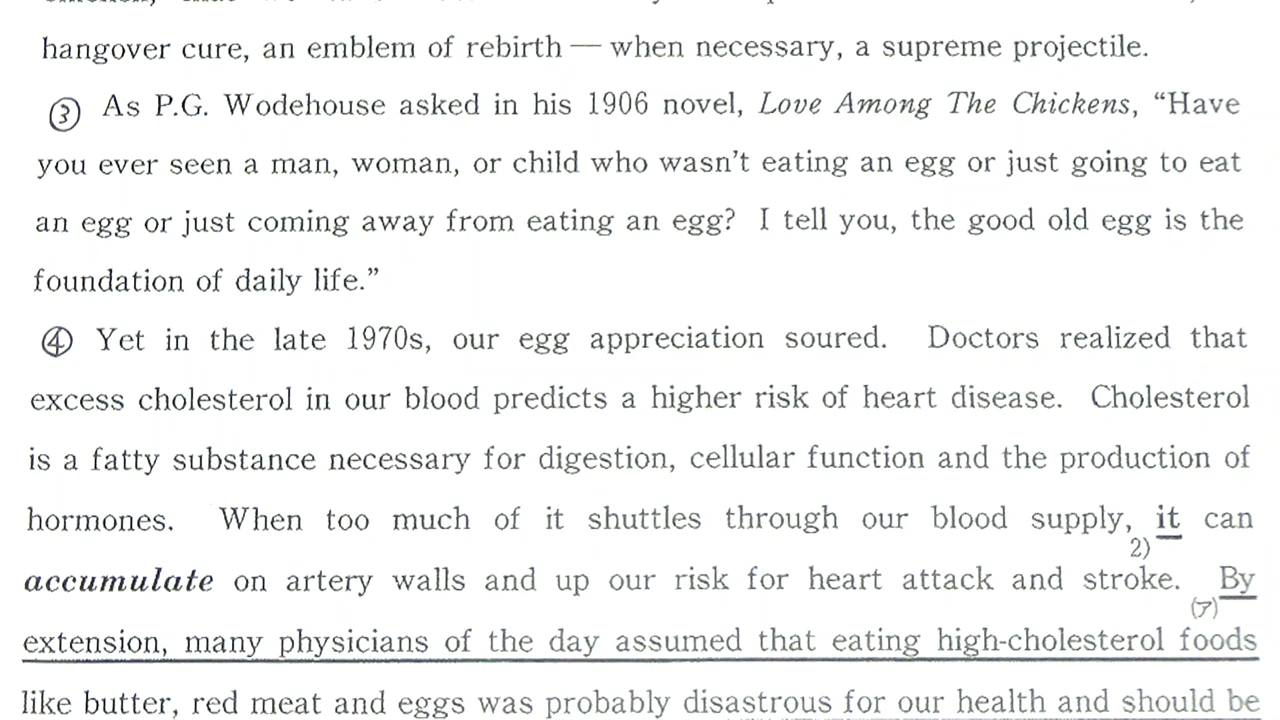 hangover cure, an emblem of rebirth — when necessary, a supreme projectile.
③ As P.G. Wodehouse asked in his 1906 novel, Love Among The Chickens, “Have
you ever seen a man, woman, or child who wasn’t eating an egg or just going to eat
an egg or just coming away from eating an egg? I tell you, the good old egg is the
foundation of daily life.”
④ Yet in the late 1970s, our egg appreciation soured. Doctors realized that
excess cholesterol in our blood predicts a higher risk of heart disease. Cholesterol
is a fatty substance necessary for digestion, cellular function and the production of
hormones. When too much of it shuttles through our blood supply, it can
2)
accumulate on artery walls and up our risk for heart attack and stroke. By
(ア)
extension, many physicians of the day assumed that eating high-cholesterol foods
like butter, red meat and eggs was probably disastrous for our health and should be